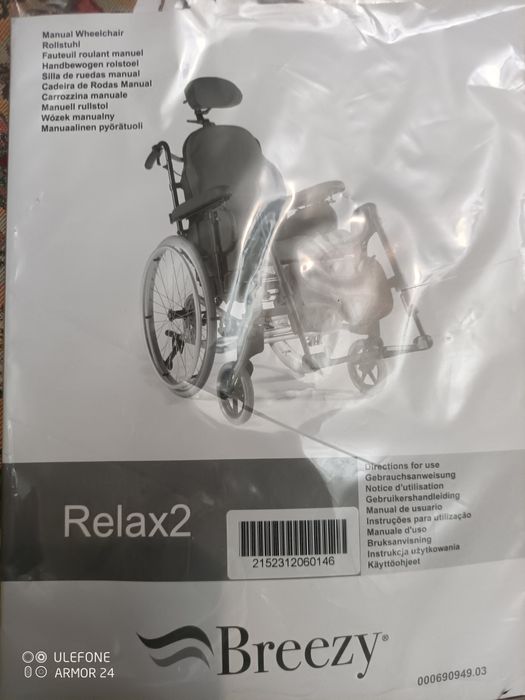 Manual Wheelchair
Rollstuhl
Fauteuil roulant manuel
Handbewogen rolstoel
Silla de ruedas manual
Cadeira de Rodas Manual
Carrozzina manuale
Manuell rullstol
Wózek manualny
Manuaalinen pyörätuoli
Directions for use
Gebrauchsanweisung
Notice d'utilisation
Gebruikershandleiding
Manual de usuario
Instruções para utilização
Manuale d'uso
Bruksanvisning
Instrukcja użytkowania
Käyttöohjeet
Relax2
2152312060146
Breezy®
000690949.03
ULEFONE
ARMOR 24